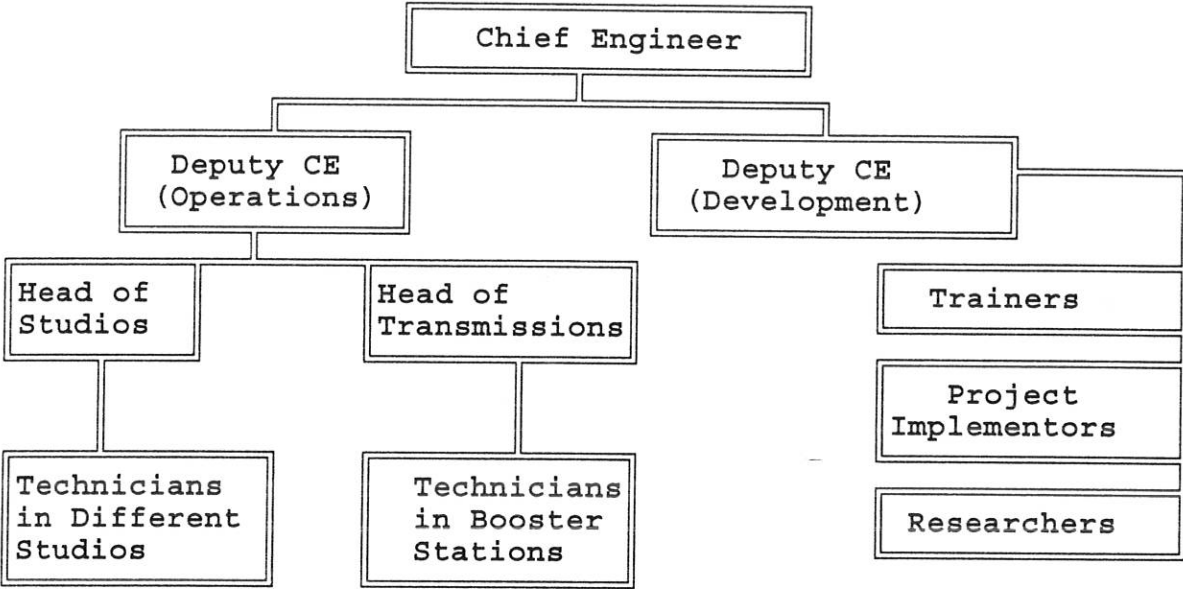 Chief Engineer
Deputy CE
(Operations)
Deputy CE
(Development)
Head of
Studios
Head of
Transmissions
Trainers
Project
Implementors
Technicians
in Different
Studios
Technicians
in Booster
Stations
Researchers